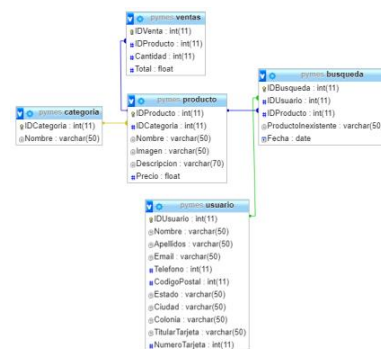 pymes ventas
IDVenta : int(11)
IDProducto : int(11)
Cantidad : int(11)
Total : float
pymes categoria
IDCategoria : int(11)
Nombre : varchar(50)
pymes producto
IDProducto : int(11)
IDCategoria : int(11)
Nombre : varchar(50)
Imagen : varchar(50)
Descripcion : varchar(70)
Precio : float
pymes busqueda
IDBusqueda : int(11)
IDUsuario : int(11)
IDProducto : int(11)
ProductoInexistente : varchar(50)
Fecha : date
pymes usuario
IDUsuario : int(11)
Nombre : varchar(50)
Apellidos : varchar(50)
Email : varchar(50)
Telefono : int(11)
CodigoPostal : int(11)
Estado : varchar(50)
Ciudad : varchar(50)
Colonia : varchar(50)
TitularTarjeta : varchar(50)
NumeroTarjeta : int(11)